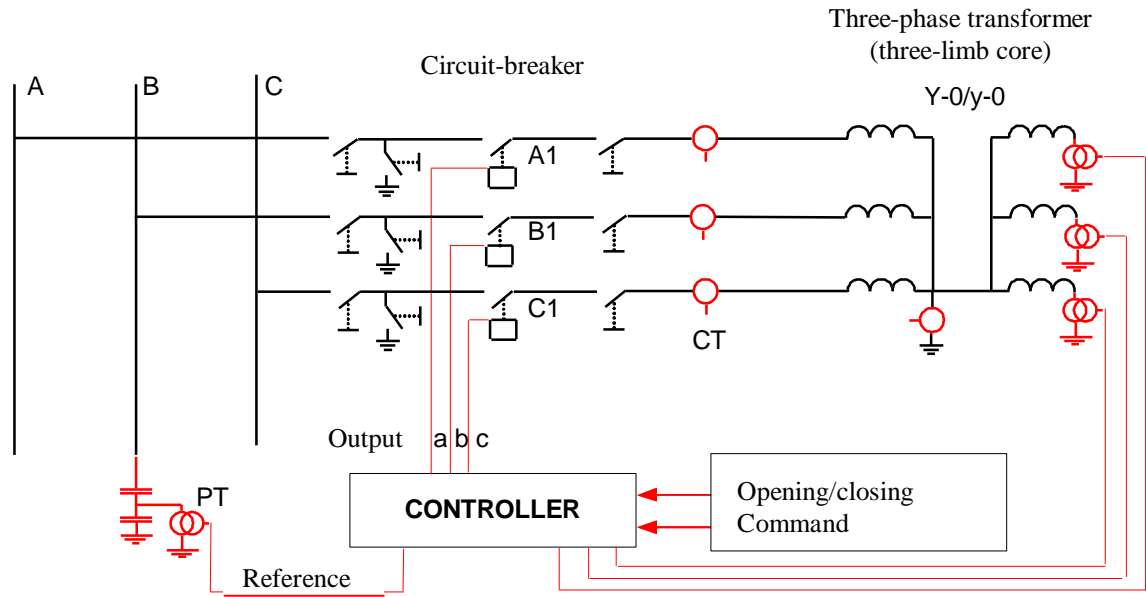 Three-phase transformer
(three-limb core)
Circuit-breaker
A
B
C
Y-0/y-0
A1
B1
C1
CT
Output
a b c
PT
CONTROLLER
Opening/closing
Command
Reference